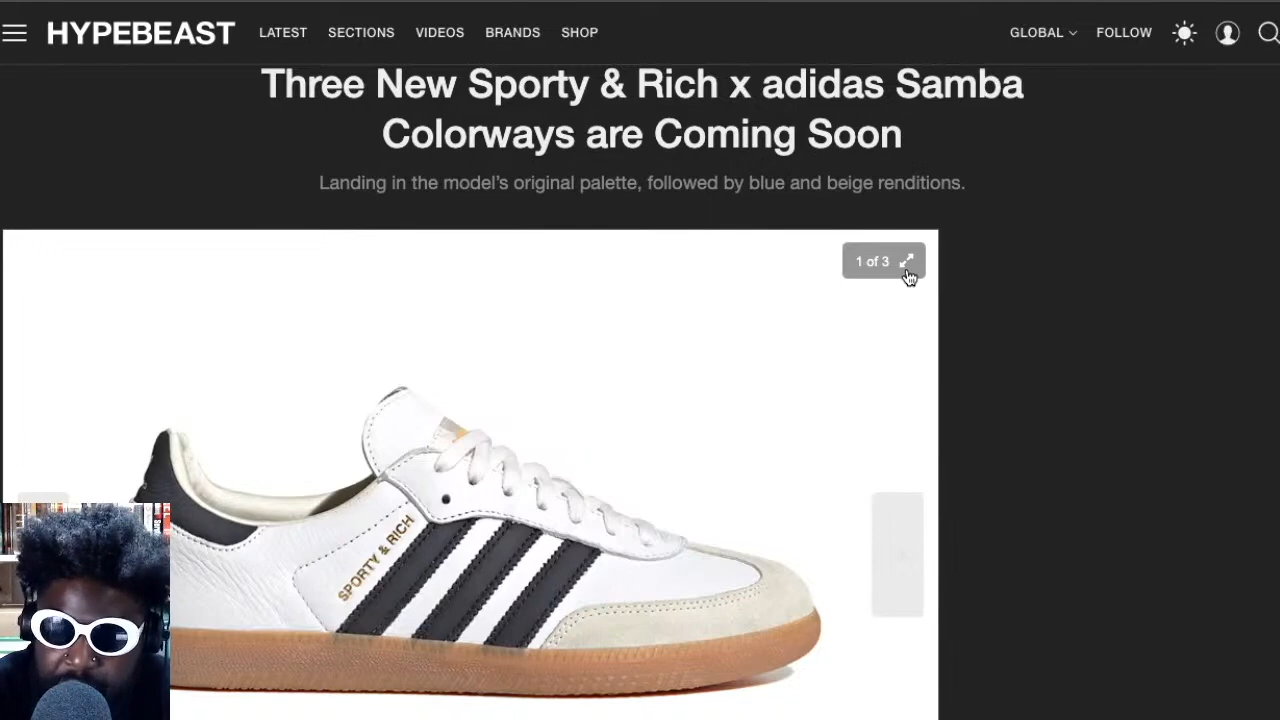 HYPEBEAST LATEST SECTIONS VIDEOS BRANDS SHOP GLOBAL FOLLOW
Three New Sporty & Rich x adidas Samba
Colorways are Coming Soon
Landing in the model's original palette, followed by blue and beige renditions.
1 of 3
SPORTY & RICH